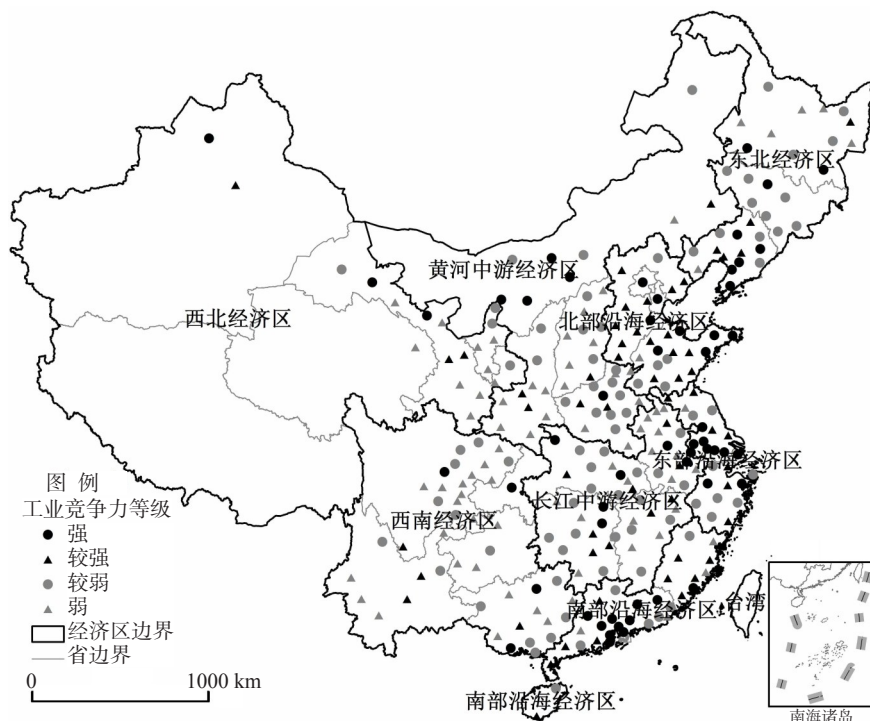 东北经济区
黄河中游经济区
西北经济区
北部沿海经济区
东部沿海经济区
长江中游经济区
西南经济区
南部沿海经济区
台湾
南部沿海经济区
图 例
工业竞争力等级
强
较强
较弱
弱
经济区边界
省边界
0 1000 km
南海诸岛